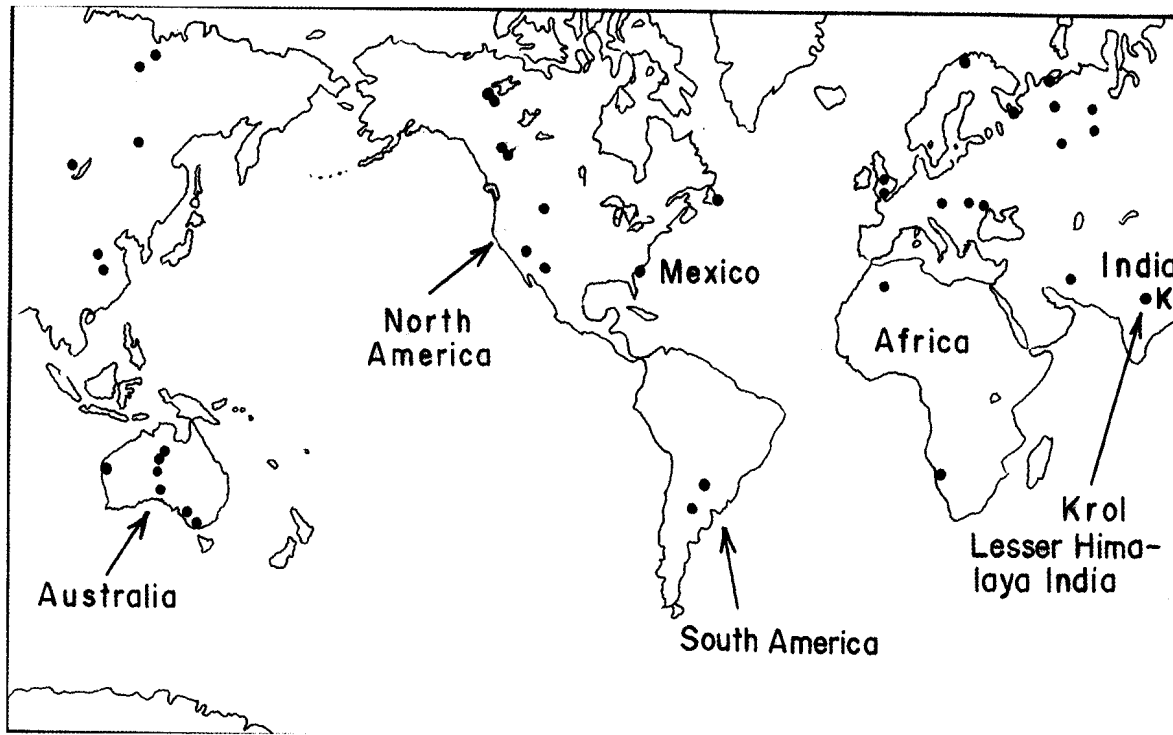 Mexico
India
K
North
America
Africa
Krol
Lesser Hima-
laya India
Australia
South America